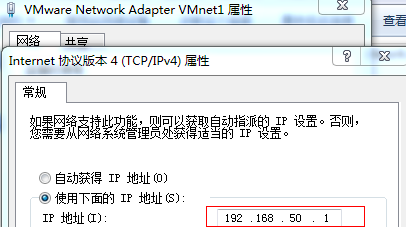 VMware Network Adapter VMnet1 属性
查看
网络 共享
Internet 协议版本 4 (TCP/IPv4) 属性
常规
如果网络支持此功能，则可以获取自动指派的 IP 设置。否则，
您需要从网络系统管理员处获得适当的 IP 设置。
自动获得 IP 地址(O)
使用下面的 IP 地址(S):
IP 地址(I): 192 .168 .50 . 1